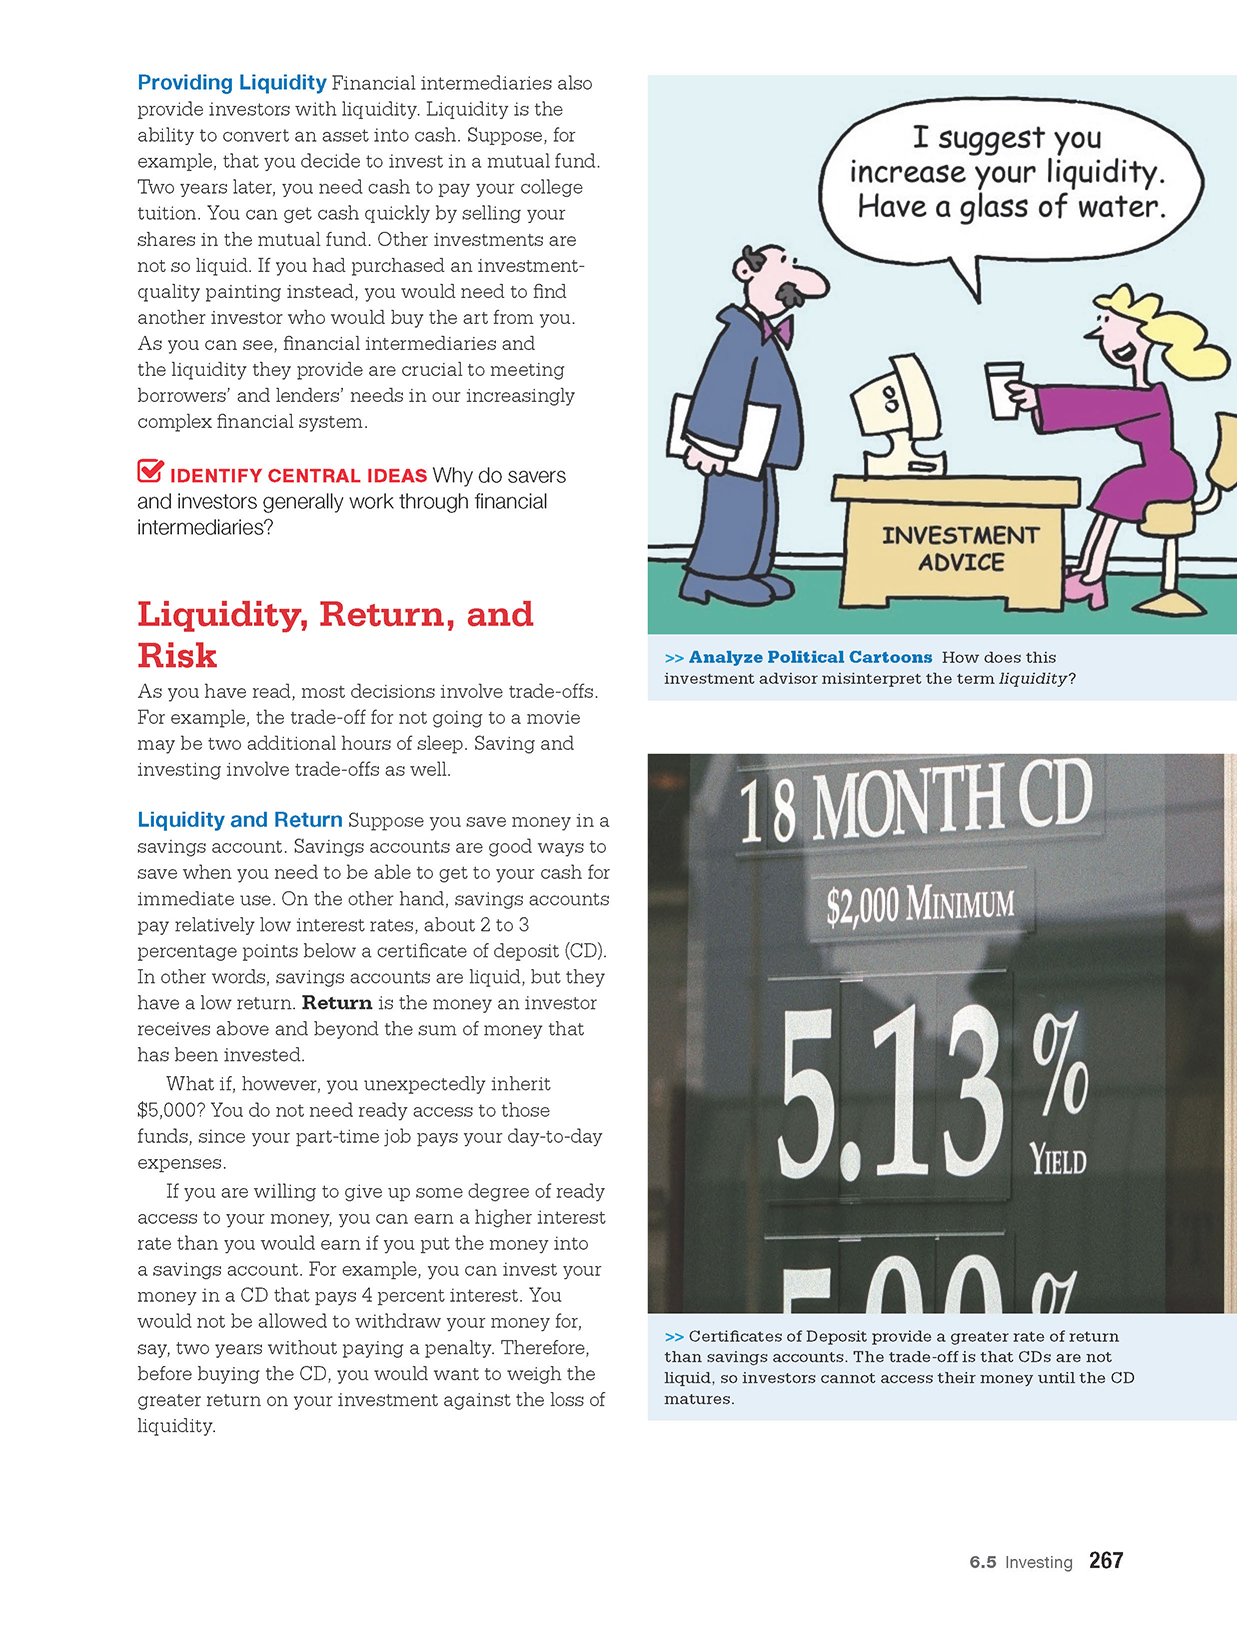 Providing Liquidity Financial intermediaries also
provide investors with liquidity. Liquidity is the
ability to convert an asset into cash. Suppose, for
example, that you decide to invest in a mutual fund.
Two years later, you need cash to pay your college
tuition. You can get cash quickly by selling your
shares in the mutual fund. Other investments are
not so liquid. If you had purchased an investment-
quality painting instead, you would need to find
another investor who would buy the art from you.
As you can see, financial intermediaries and
the liquidity they provide are crucial to meeting
borrowers' and lenders' needs in our increasingly
complex financial system.
IDENTIFY CENTRAL IDEAS Why do savers
and investors generally work through financial
intermediaries?
Liquidity, Return, and
Risk
As you have read, most decisions involve trade-offs.
For example, the trade-off for not going to a movie
may be two additional hours of sleep. Saving and
investing involve trade-offs as well.
Liquidity and Return Suppose you save money in a
savings account. Savings accounts are good ways to
save when you need to be able to get to your cash for
immediate use. On the other hand, savings accounts
pay relatively low interest rates, about 2 to 3
percentage points below a certificate of deposit (CD).
In other words, savings accounts are liquid, but they
have a low return. Return is the money an investor
receives above and beyond the sum of money that
has been invested.
What if, however, you unexpectedly inherit
$5,000? You do not need ready access to those
funds, since your part-time job pays your day-to-day
expenses.
If you are willing to give up some degree of ready
access to your money, you can earn a higher interest
rate than you would earn if you put the money into
a savings account. For example, you can invest your
money in a CD that pays 4 percent interest. You
would not be allowed to withdraw your money for,
say, two years without paying a penalty. Therefore,
before buying the CD, you would want to weigh the
greater return on your investment against the loss of
liquidity.
I suggest you
increase your liquidity.
Have a glass of water.
INVESTMENT
ADVICE
>> Analyze Political Cartoons How does this
investment advisor misinterpret the term liquidity?
18 MONTH CD
$2,000 MINIMUM
5.13 %
YIELD
5.00 %
>> Certificates of Deposit provide a greater rate of return
than savings accounts. The trade-off is that CDs are not
liquid, so investors cannot access their money until the CD
matures.
6.5 Investing 267